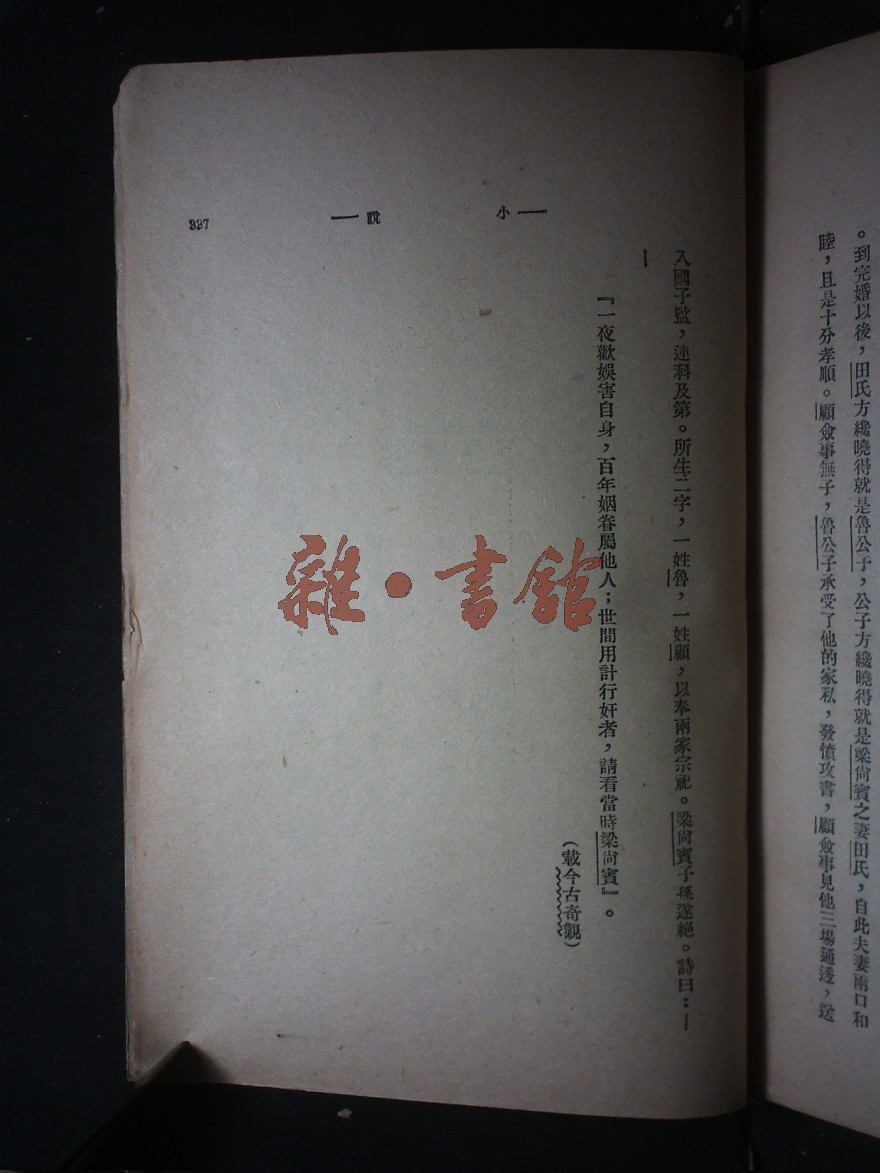 。到完婚以後，田氏方纔曉得就是魯公子，公子方纔曉得就是梁尚賓之妻田氏，自此夫妻兩口和
睦，且是十分孝順。顧僉事無子，魯公子承受了他的家私，發憤攻書，顧僉事見他三場通透，送
入國子監，連科及第。所生二字，一姓魯，一姓顧，以奉兩家宗祀。梁尚賓子孫遂絕。詩曰：—
—
『一夜歡娛害自身，百年姻眷屬他人；世間用計行奸者，請看當時梁尚賓』。
（載今古奇觀）
— 小 說 —
337
雜·書館